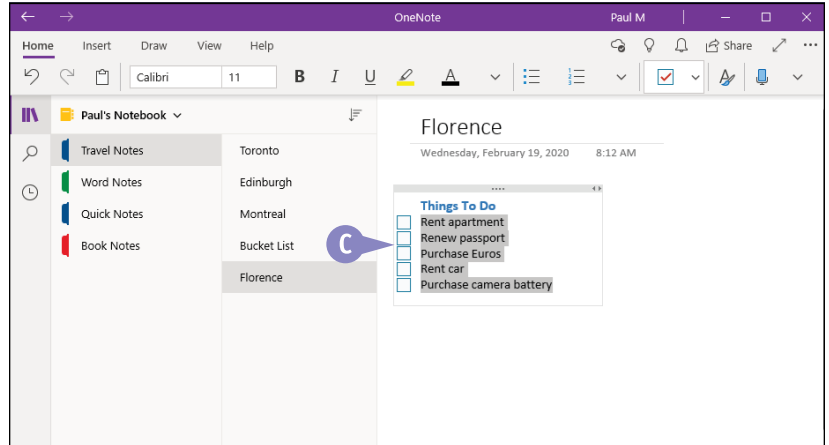 OneNote
Paul M
Home Insert Draw View Help
Share
Calibri 11 B I U A
Paul's Notebook
Travel Notes
Word Notes
Quick Notes
Book Notes
Toronto
Edinburgh
Montreal
Bucket List
Florence
Florence
Wednesday, February 19, 2020 8:12 AM
Things To Do
Rent apartment
Renew passport
Purchase Euros
Rent car
Purchase camera battery
C